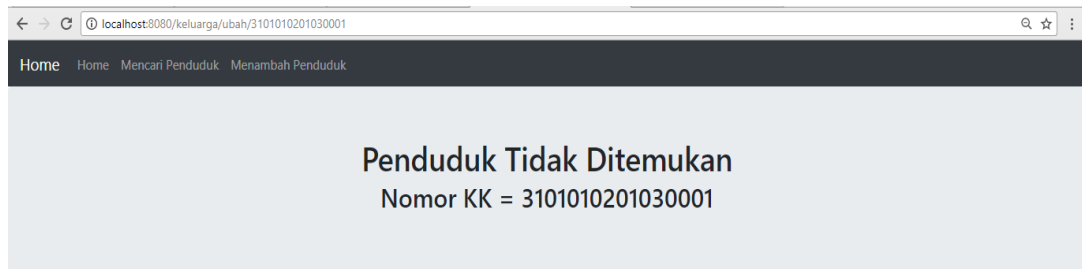 localhost:8080/keluarga/ubah/3101010201030001
Home Home Mencari Penduduk Menambah Penduduk
Penduduk Tidak Ditemukan
Nomor KK = 3101010201030001